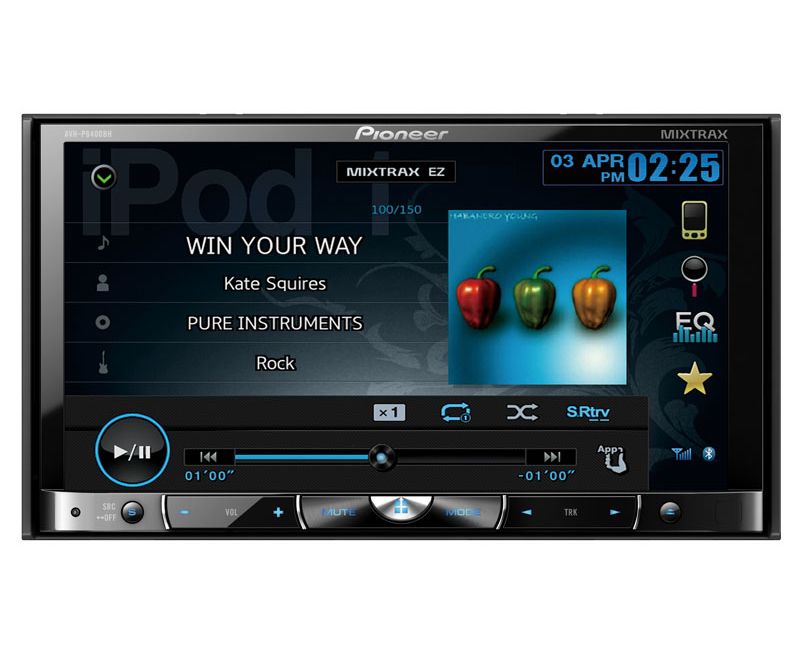 AVH-P8400BH
Pioneer
MIXTRAX
iPod
MIXTRAX EZ
03 APR
PM 02:25
100/150
WIN YOUR WAY
Kate Squires
PURE INSTRUMENTS
Rock
HABANERO YOUNG
EQ
×1
1
S.Rtrv
▶/II
App
01'00"
-01'00"
SRC
OFF
S
- VOL +
MUTE
MODE
TRK